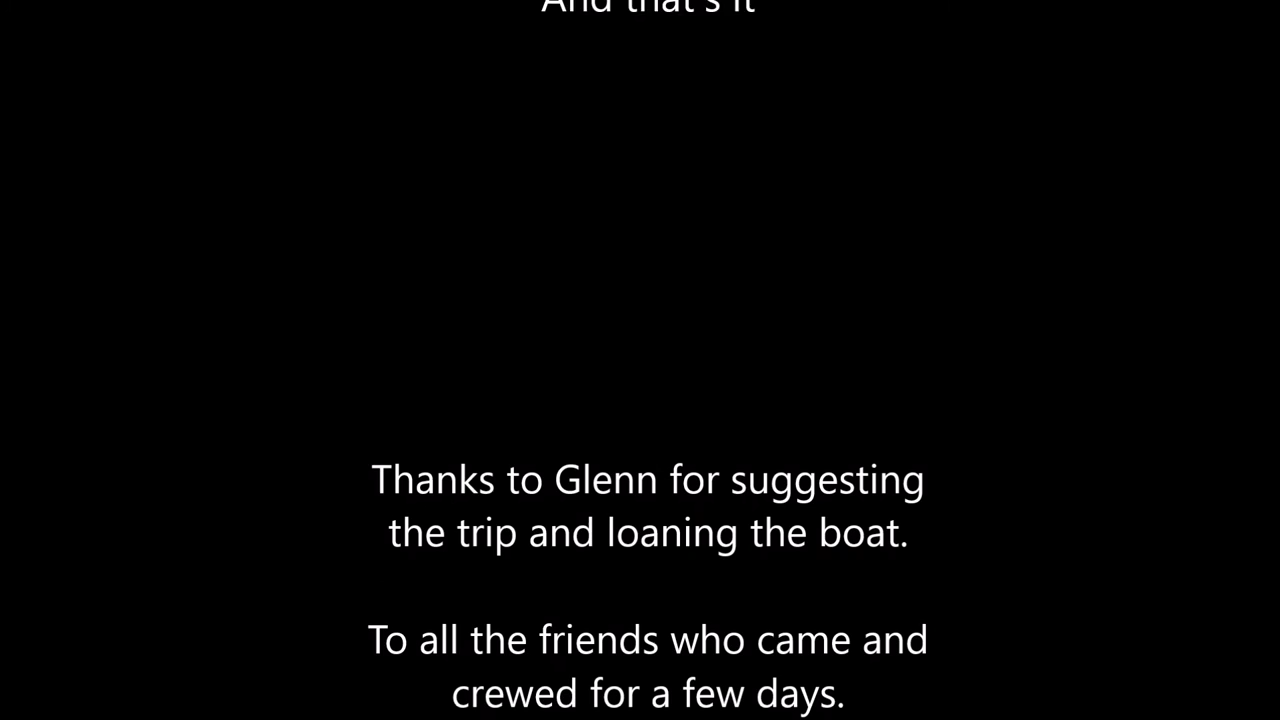 And that's it
Thanks to Glenn for suggesting
the trip and loaning the boat.
To all the friends who came and
crewed for a few days.